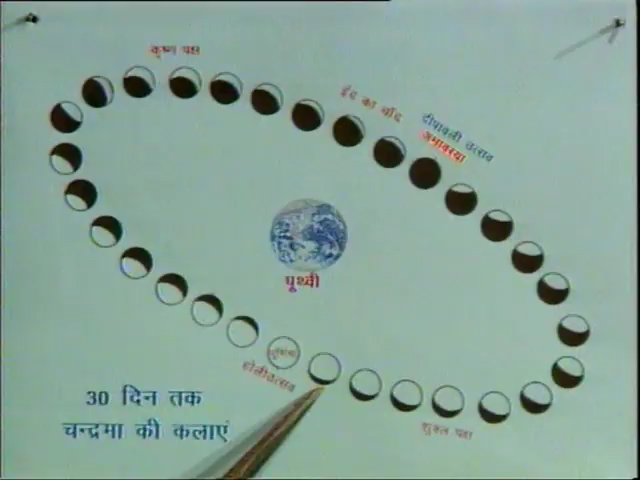 कृष्ण पक्ष
ईद का चाँद
दीपावली उत्सव
अमावस्या
पृथ्वी
पूर्णिमा
होलीउत्सव
शुक्ल पक्ष
30 दिन तक
चन्द्रमा की कलाएं